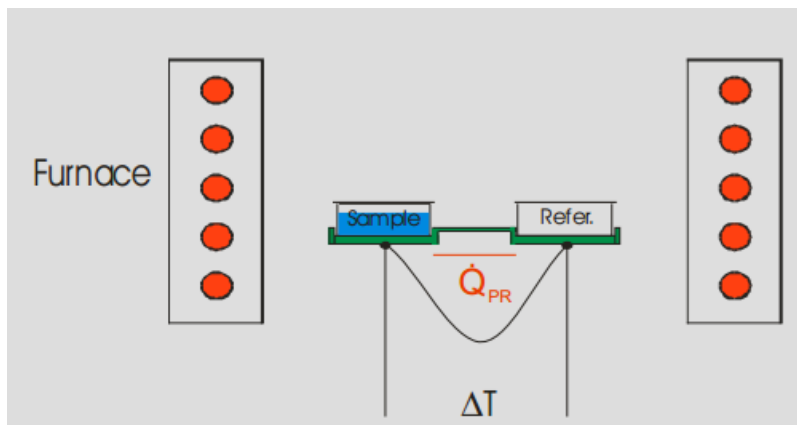 Furnace
Sample
Refer.
Q̇PR
ΔT